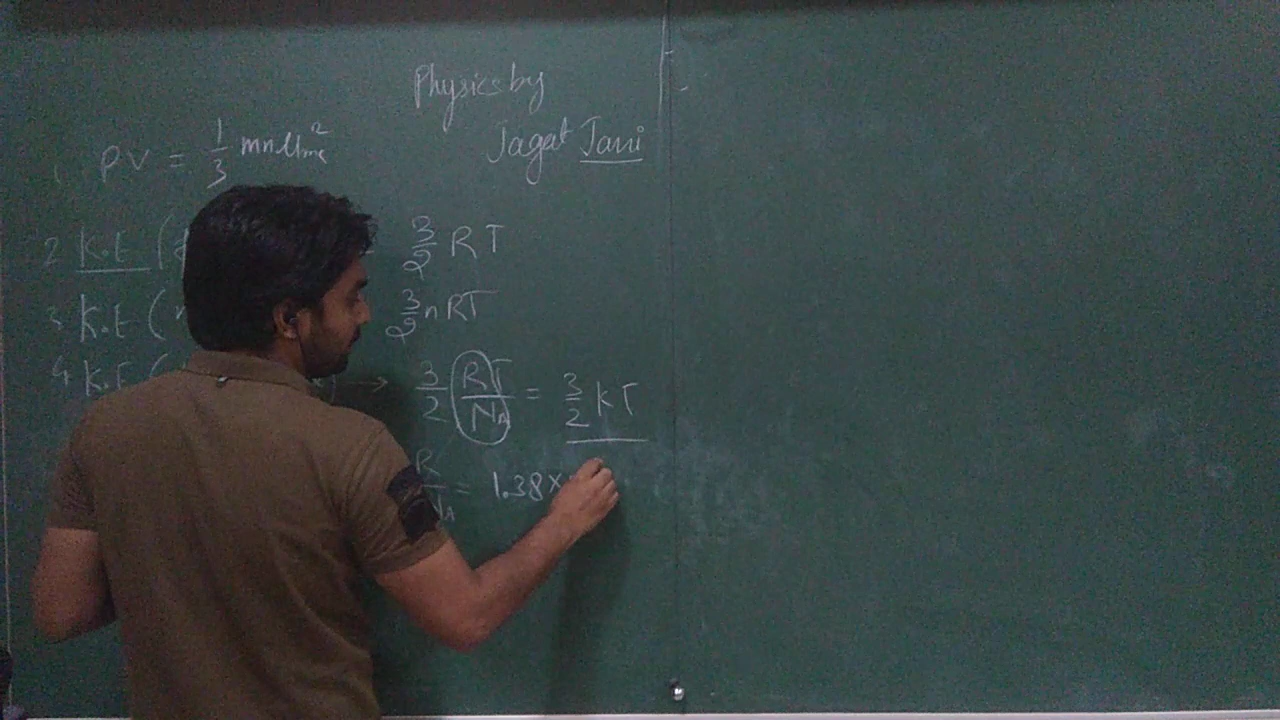 Physics by
Jagat Jani
1 PV = 1/3 mnUrms²
2 K.E ( 3/2 RT
3 K.E ( 3/2 nRT
4 K.E ( ) → 3/2 (RT/NA) = 3/2 KT
R/NA = 1.38×